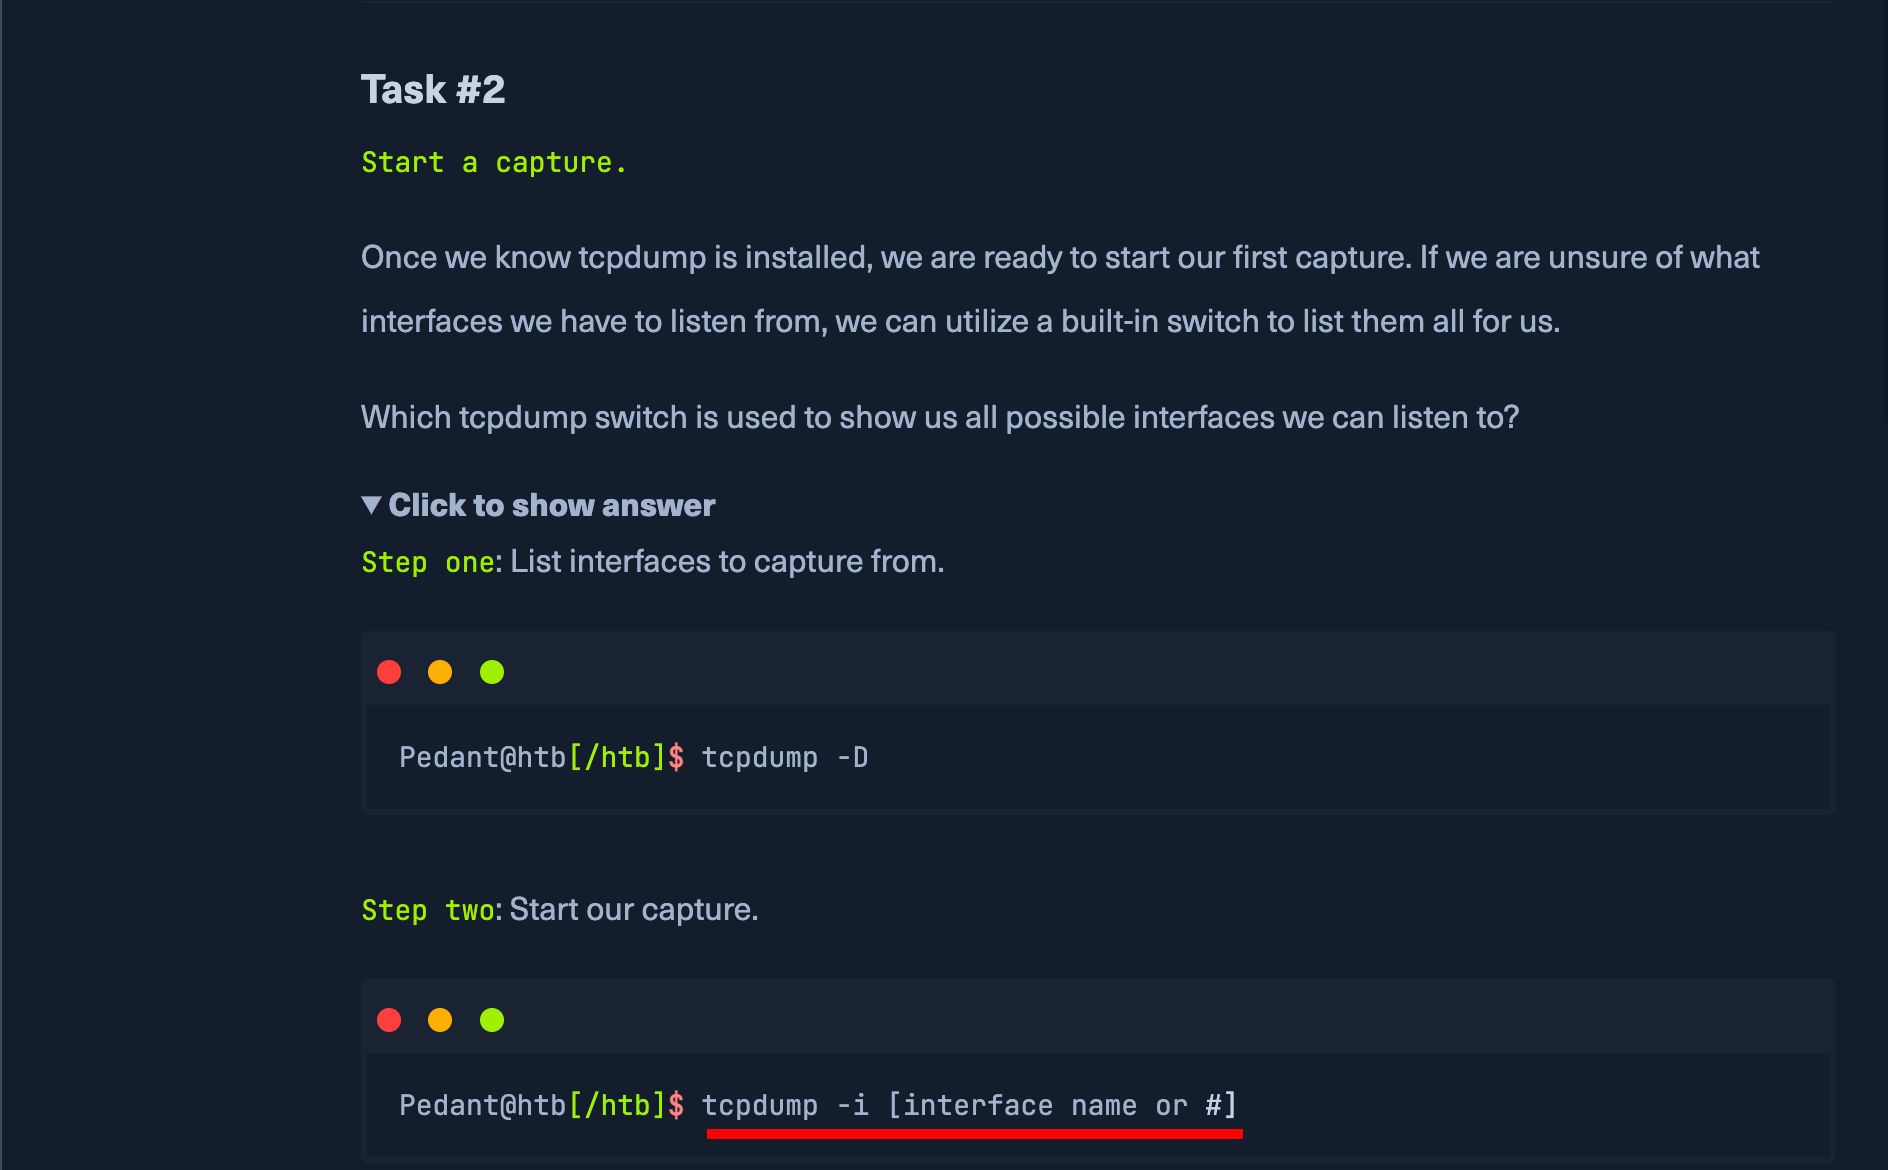 Task #2
Start a capture.
Once we know tcpdump is installed, we are ready to start our first capture. If we are unsure of what
interfaces we have to listen from, we can utilize a built-in switch to list them all for us.
Which tcpdump switch is used to show us all possible interfaces we can listen to?
▼ Click to show answer
Step one: List interfaces to capture from.
Pedant@htb[/htb]$ tcpdump -D
Step two: Start our capture.
Pedant@htb[/htb]$ tcpdump -i [interface name or #]